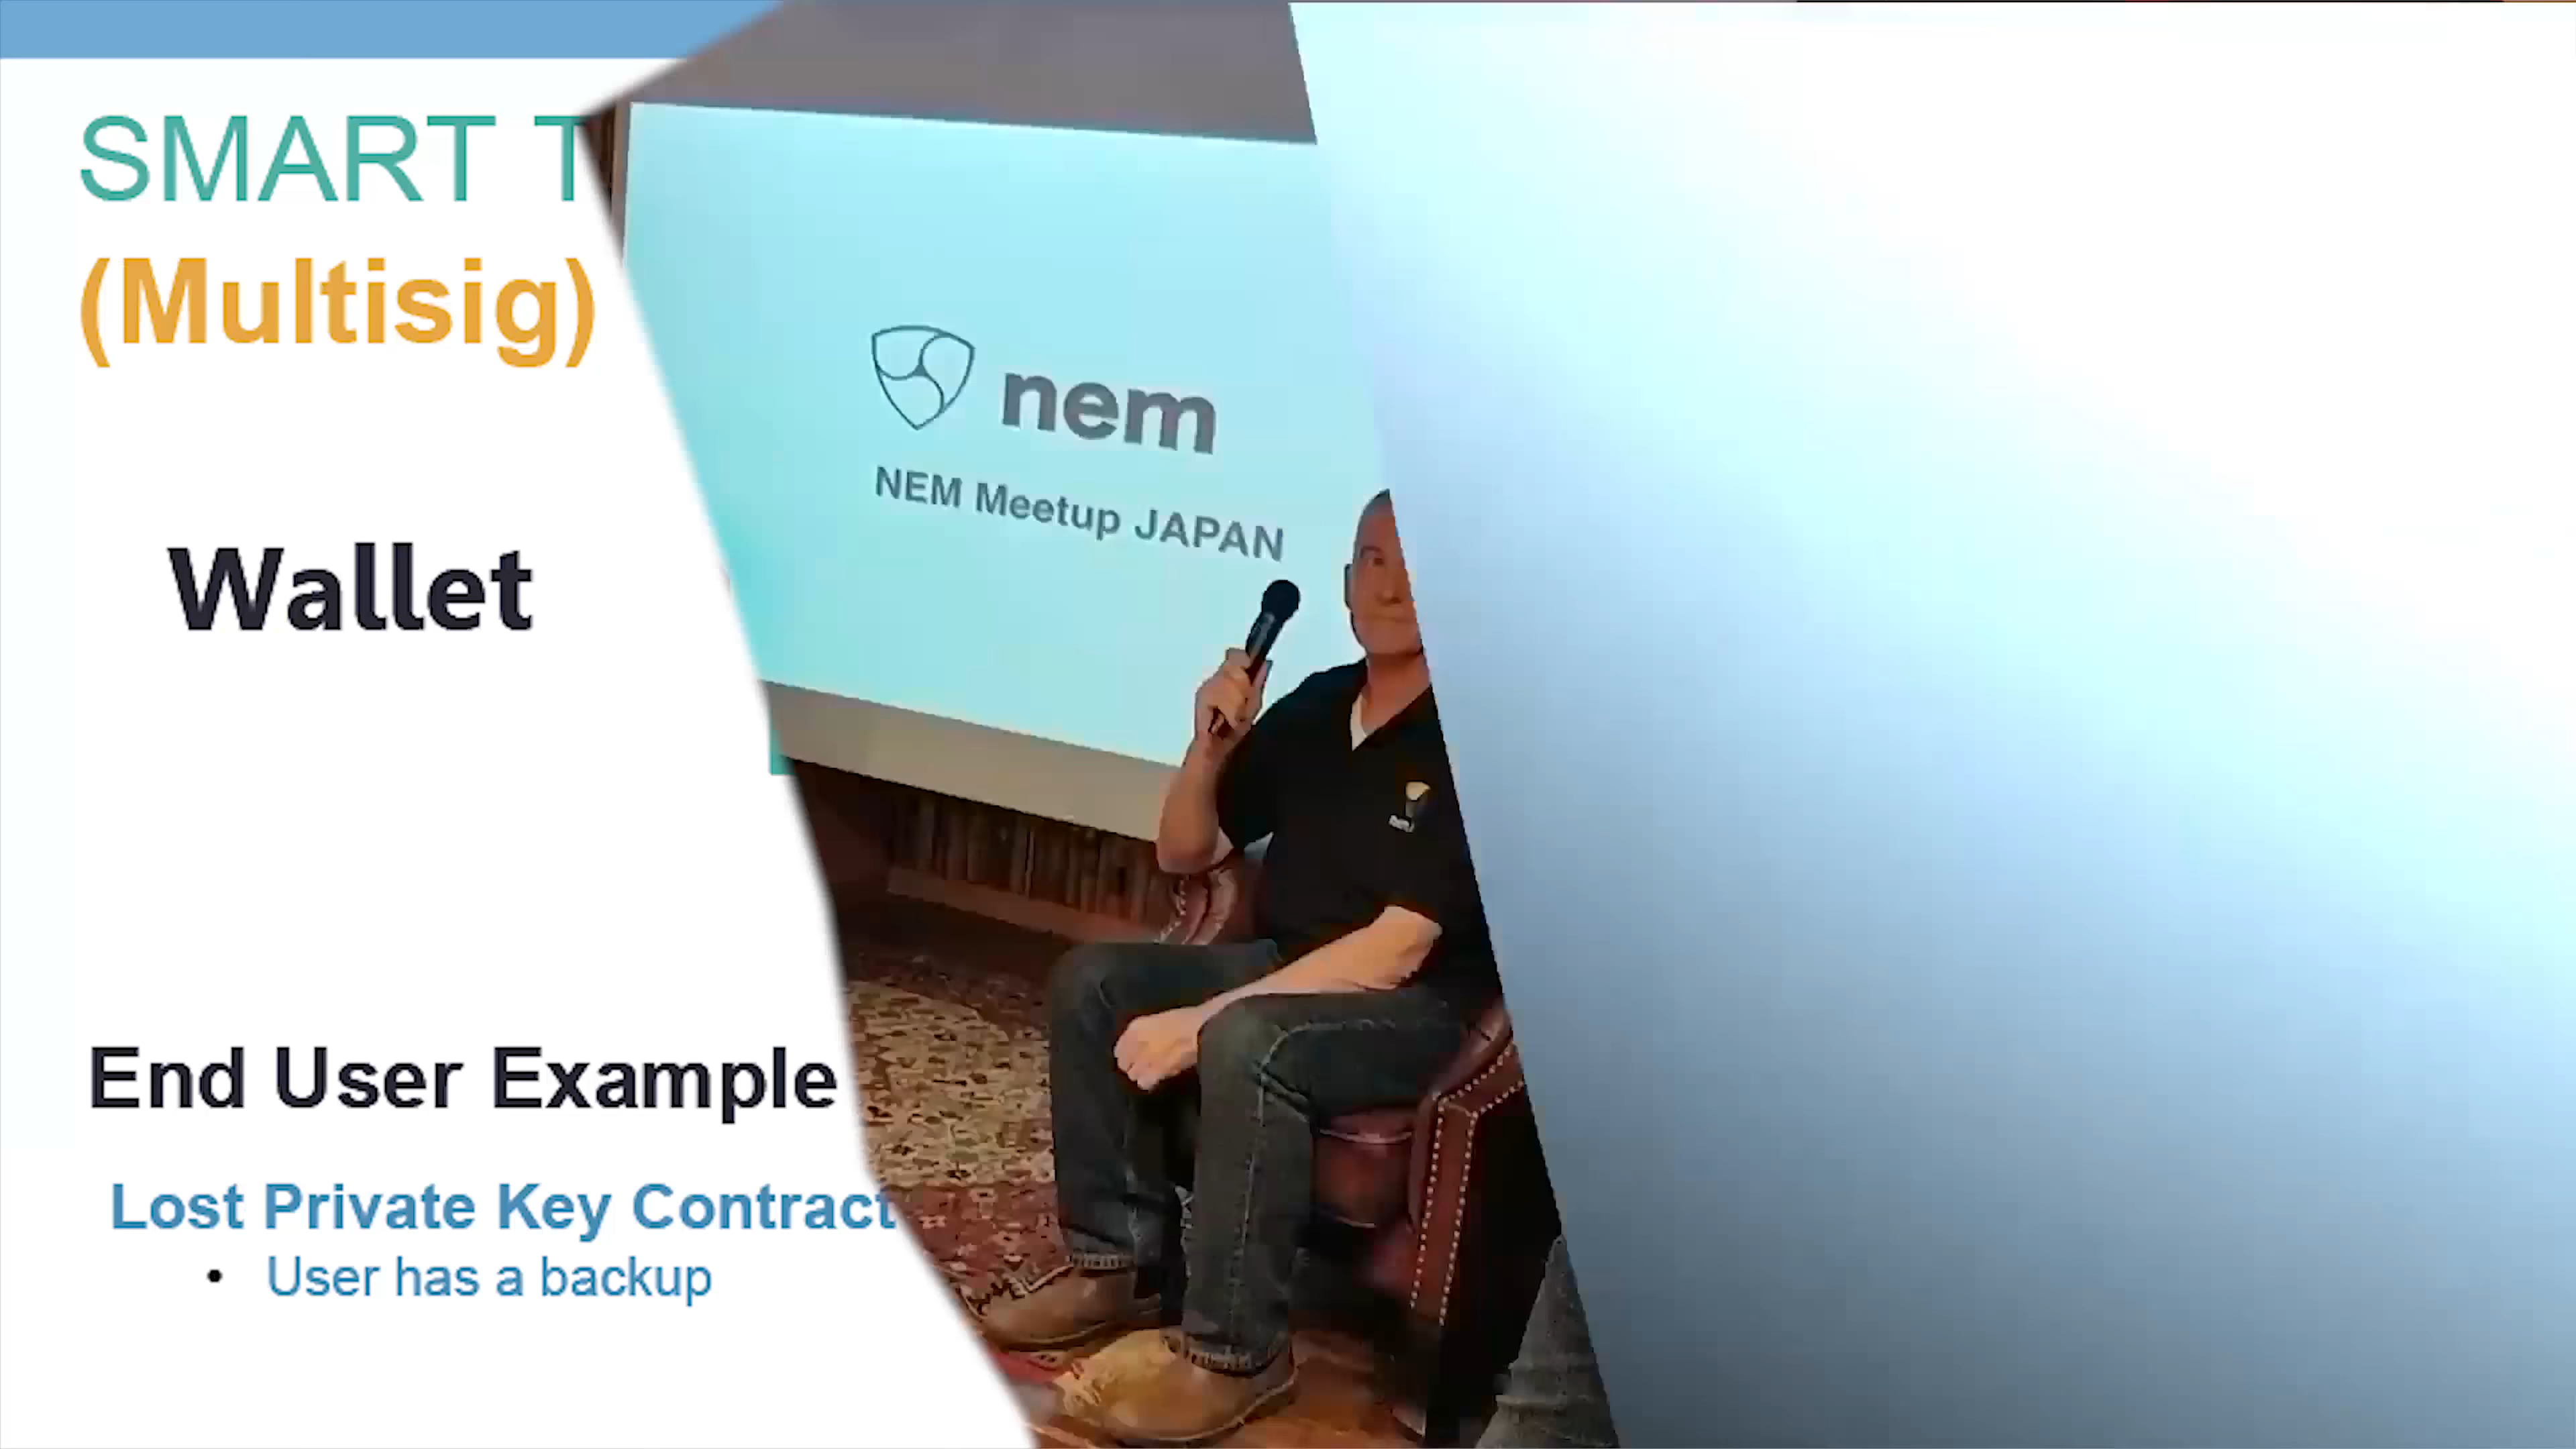 SMART T
(Multisig)
Wallet
End User Example
Lost Private Key Contract
• User has a backup
nem
NEM Meetup JAPAN